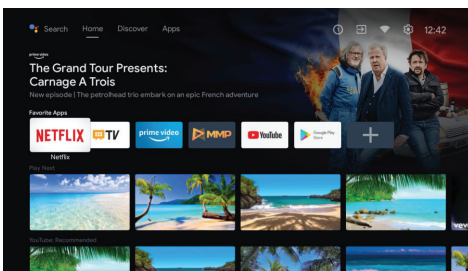 Search Home Discover Apps 12:42
prime video
The Grand Tour Presents:
Carnage A Trois
New episode | The petrolhead trio embark on an epic French adventure
Favorite Apps
NETFLIX TV prime video MMP YouTube Google Play Store
Netflix
Play Next
YouTube: Recommended
vevo